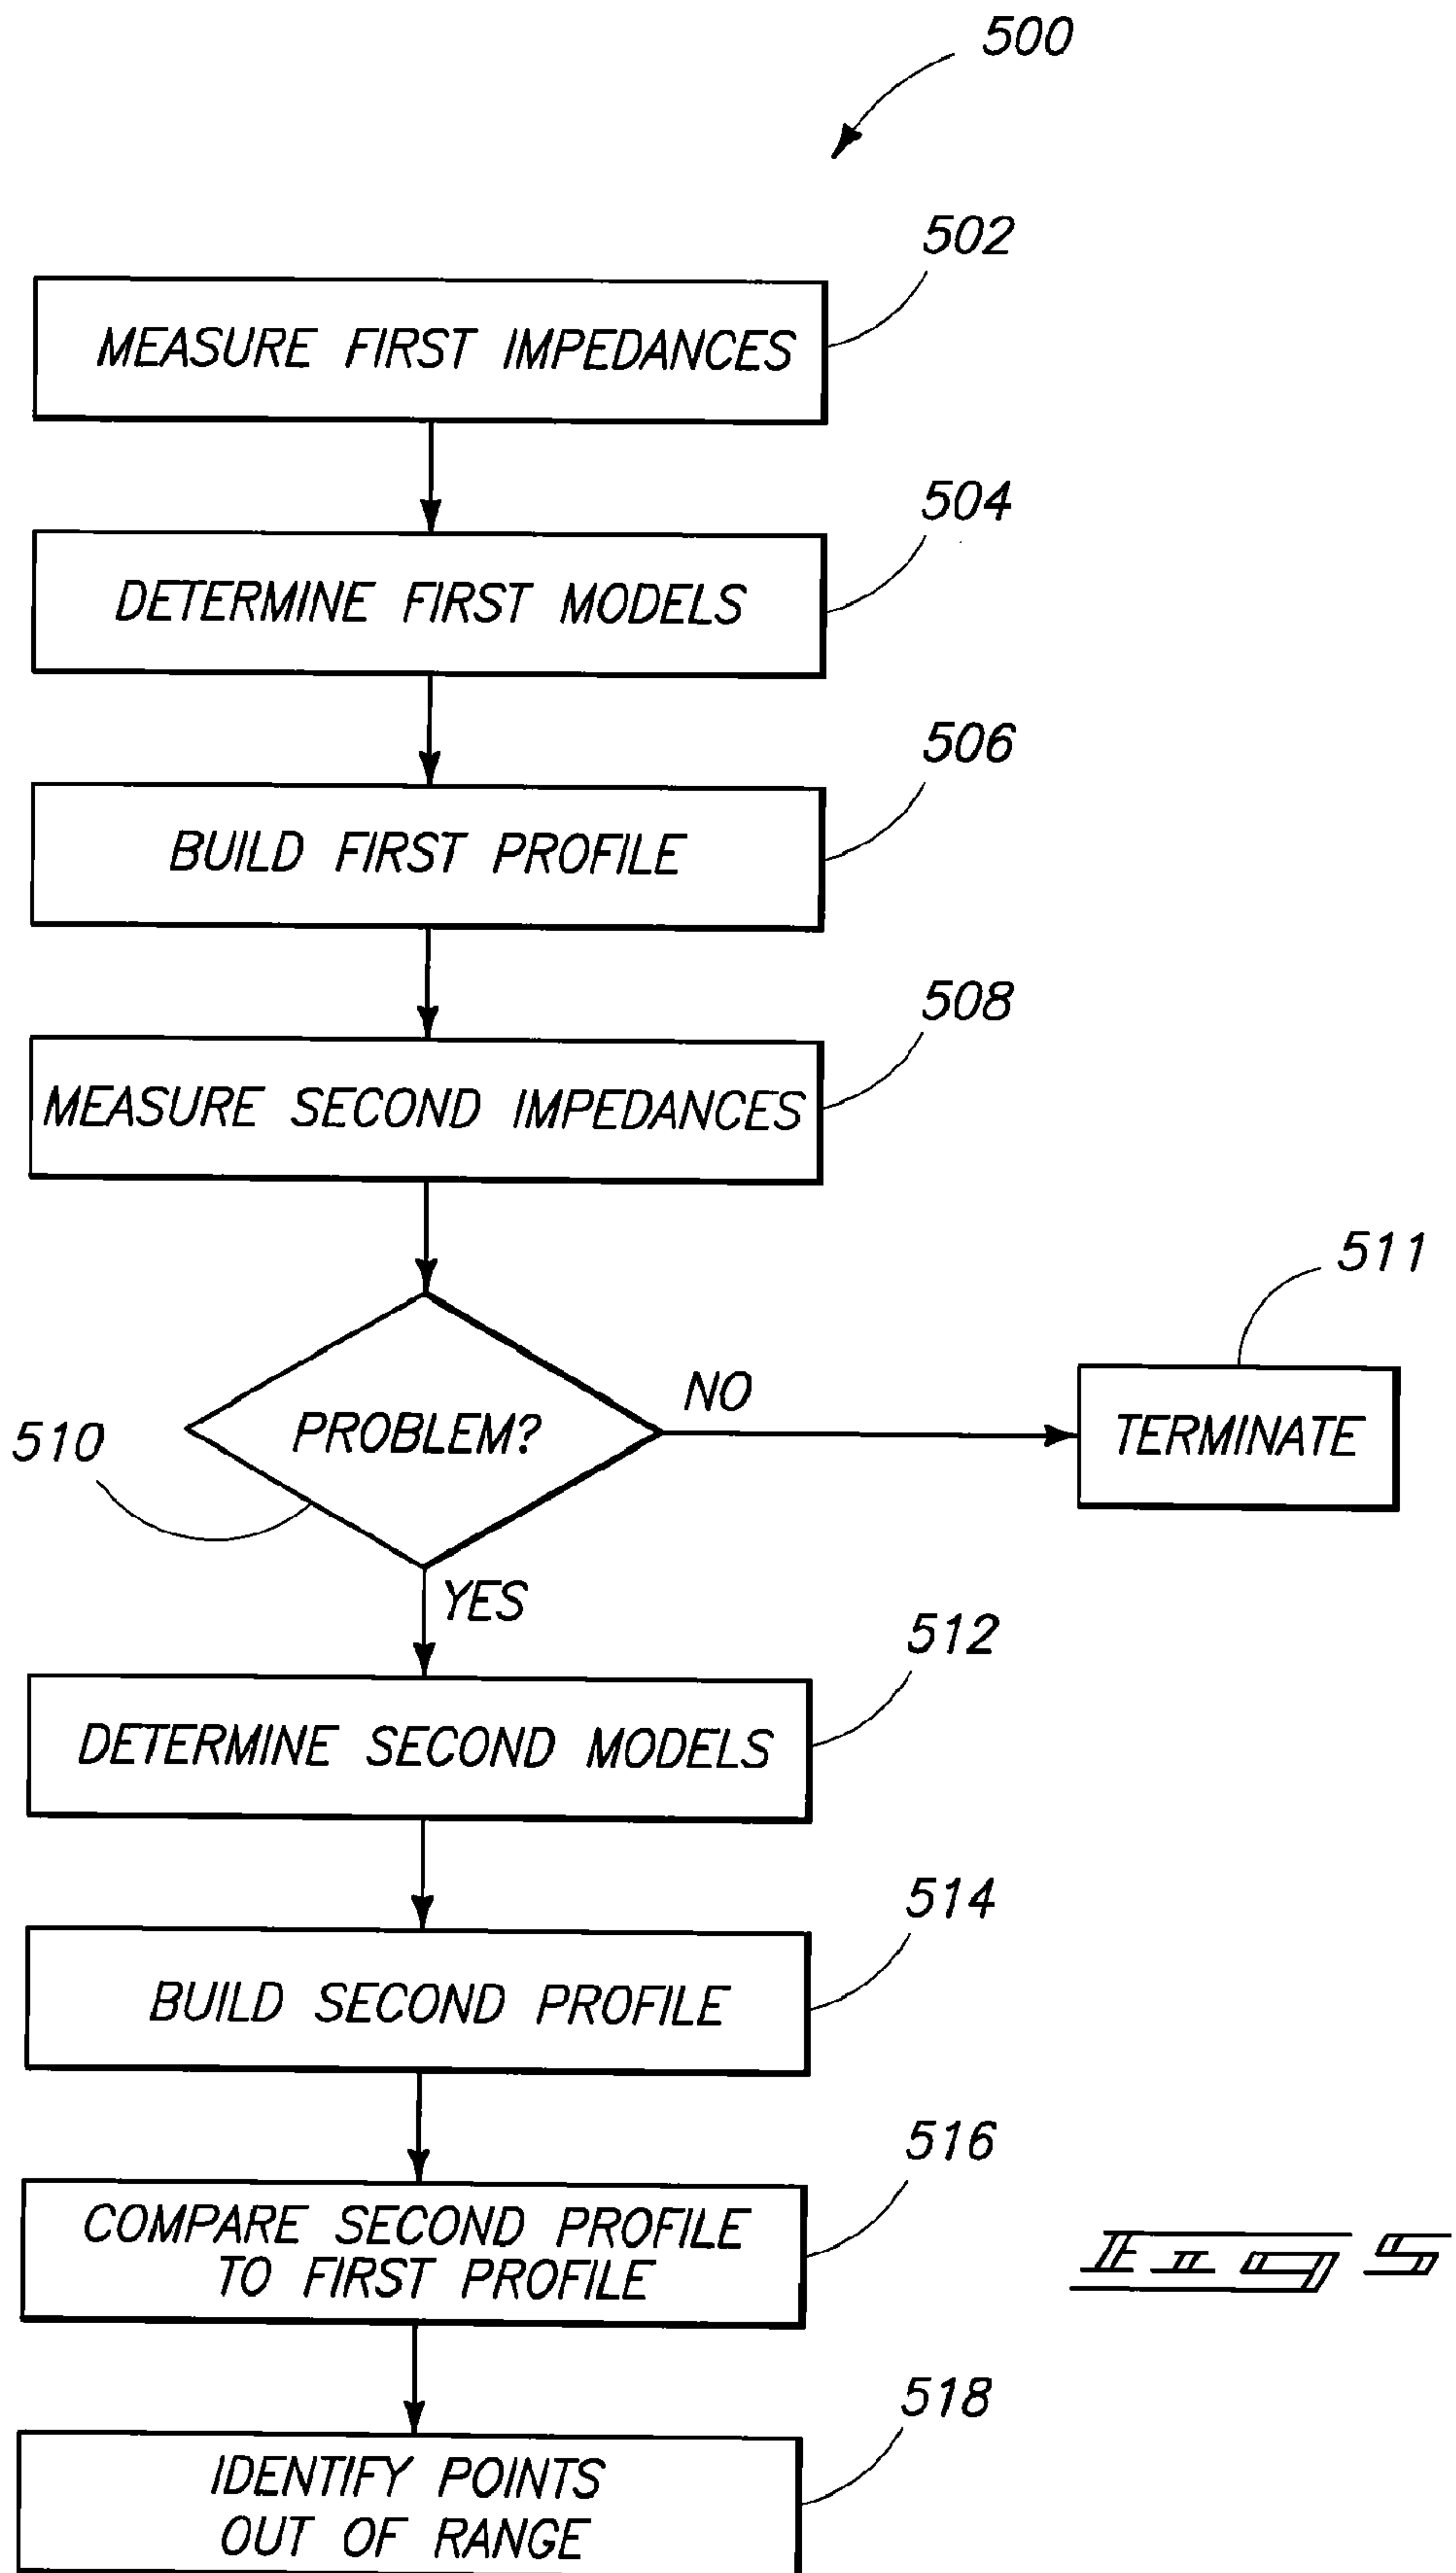 500
502
MEASURE FIRST IMPEDANCES
504
DETERMINE FIRST MODELS
506
BUILD FIRST PROFILE
508
MEASURE SECOND IMPEDANCES
511
510
PROBLEM?
NO
TERMINATE
YES
512
DETERMINE SECOND MODELS
514
BUILD SECOND PROFILE
516
COMPARE SECOND PROFILE
TO FIRST PROFILE
Fig 5
518
IDENTIFY POINTS
OUT OF RANGE